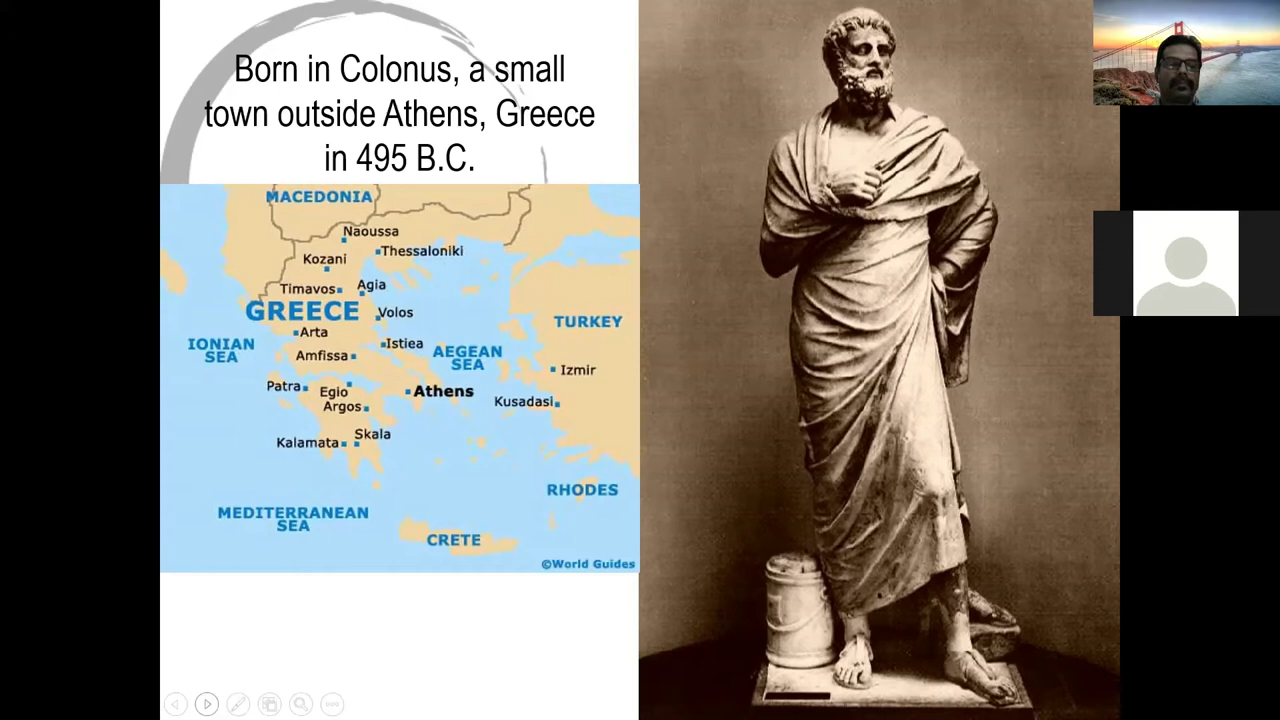 Born in Colonus, a small
town outside Athens, Greece
in 495 B.C.
MACEDONIA
Naoussa
Thessaloniki
Kozani
Timavos
Agia
GREECE
Volos
TURKEY
Arta
IONIAN
SEA
Istiea
Amfissa
AEGEAN
SEA
Izmir
Patra
Egio
Athens
Kusadasi
Argos
Skala
Kalamata
RHODES
MEDITERRANEAN
SEA
CRETE
©World Guides